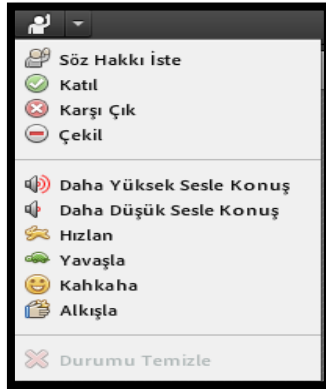 Söz Hakkı İste
Katıl
Karşı Çık
Çekil
Daha Yüksek Sesle Konuş
Daha Düşük Sesle Konuş
Hızlan
Yavaşla
Kahkaha
Alkışla
Durumu Temizle